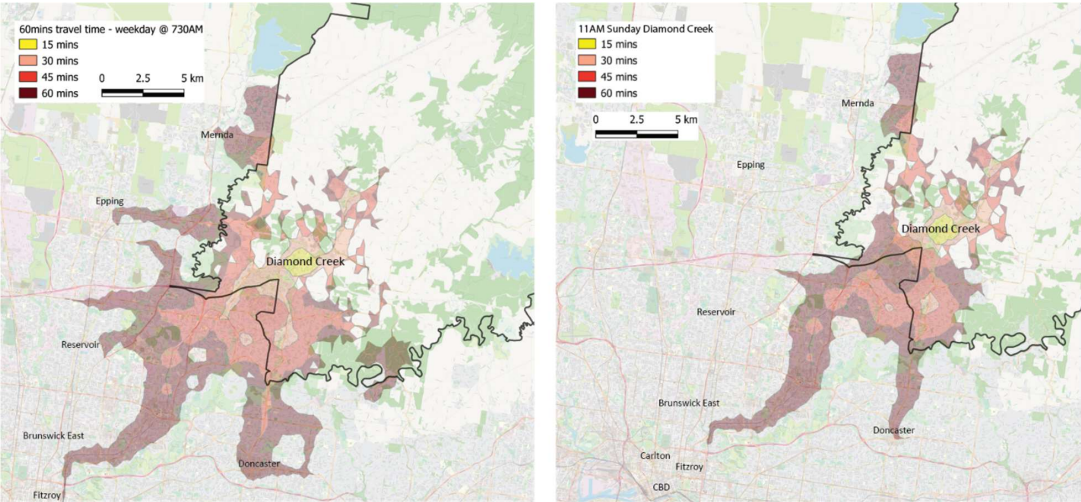 60mins travel time - weekday @ 730AM
15 mins
30 mins
45 mins
60 mins
0 2.5 5 km
Mernda
Epping
Diamond Creek
Reservoir
Brunswick East
Doncaster
Fitzroy
11AM Sunday Diamond Creek
15 mins
30 mins
45 mins
60 mins
0 2.5 5 km
Mernda
Epping
Diamond Creek
Reservoir
Brunswick East
Doncaster
Carlton
Fitzroy
CBD